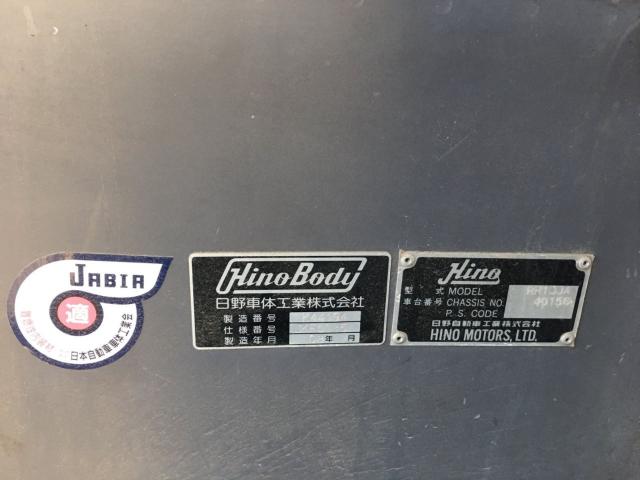 JABIA
適
日本自動車車体工業会
HinoBody
日野車体工業株式会社
製造番号
仕様番号
製造年月 年 月
Hino
型式 MODEL
車台番号 CHASSIS NO. 40156
P. S. CODE
日野自動車工業株式会社
HINO MOTORS, LTD.